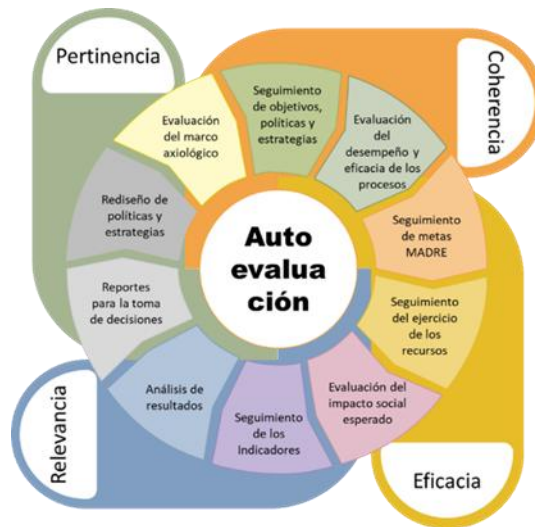 Pertinencia
Coherencia
Seguimiento
de objetivos,
políticas y
estrategias
Evaluación
del marco
axiológico
Evaluación
del
desempeño y
eficacia de los
procesos
Rediseño de
políticas y
estrategias
Seguimiento
de metas
MADRE
Auto
evalua
ción
Reportes
para la toma
de decisiones
Seguimiento
del ejercicio
de los
recursos
Análisis de
resultados
Seguimiento
de los
Indicadores
Evaluación del
impacto social
esperado
Relevancia
Eficacia